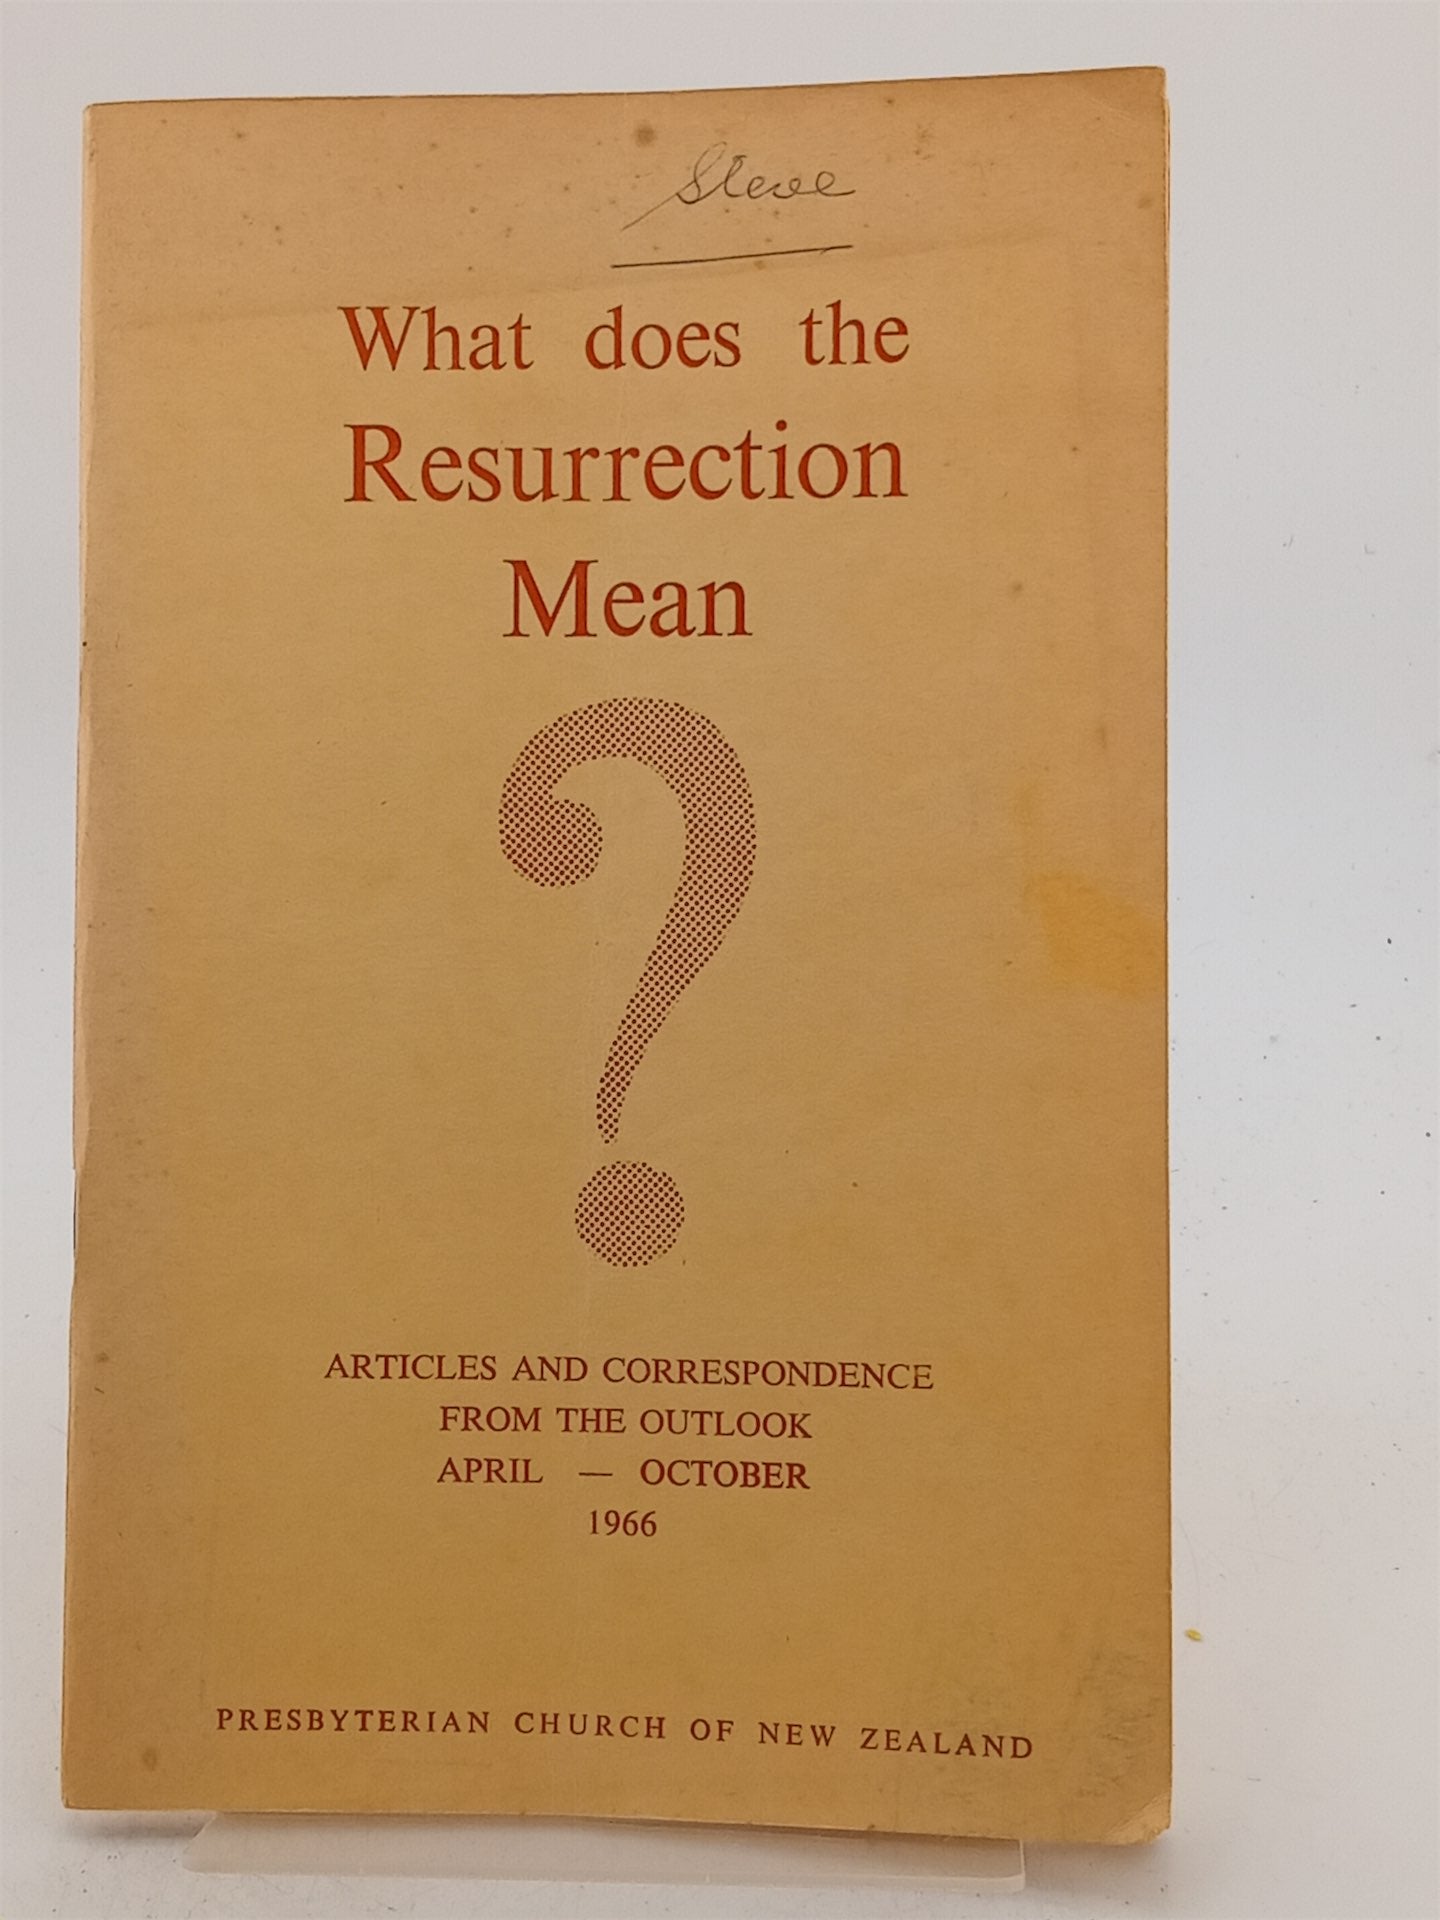 Steve
What does the
Resurrection
Mean
?
ARTICLES AND CORRESPONDENCE
FROM THE OUTLOOK
APRIL — OCTOBER
1966
PRESBYTERIAN CHURCH OF NEW ZEALAND